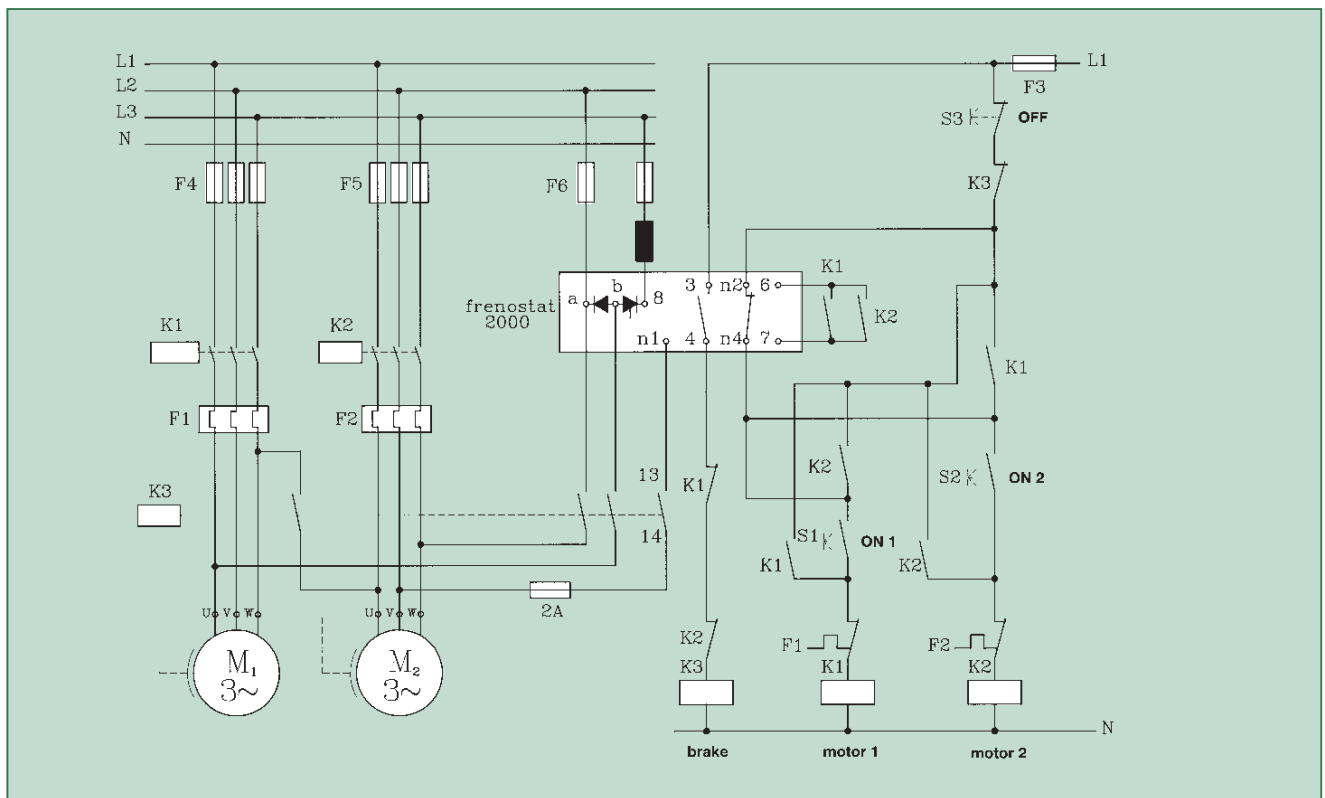 L1
L1
F3
L2
L3
S3 OFF
N
F4 F5 F6 K3
K1
a b 8 3 n2 6
frenostat
2000
K2
K1 K2
n1 4 n4 7
K1
F1 F2
K2 S2 ON 2
K3 13 K1
14 S1 ON 1
K1 K2
2A
U V W U V W
K2 F1 F2
M1
3~
M2
3~
K3 K1 K2
N
brake motor 1 motor 2